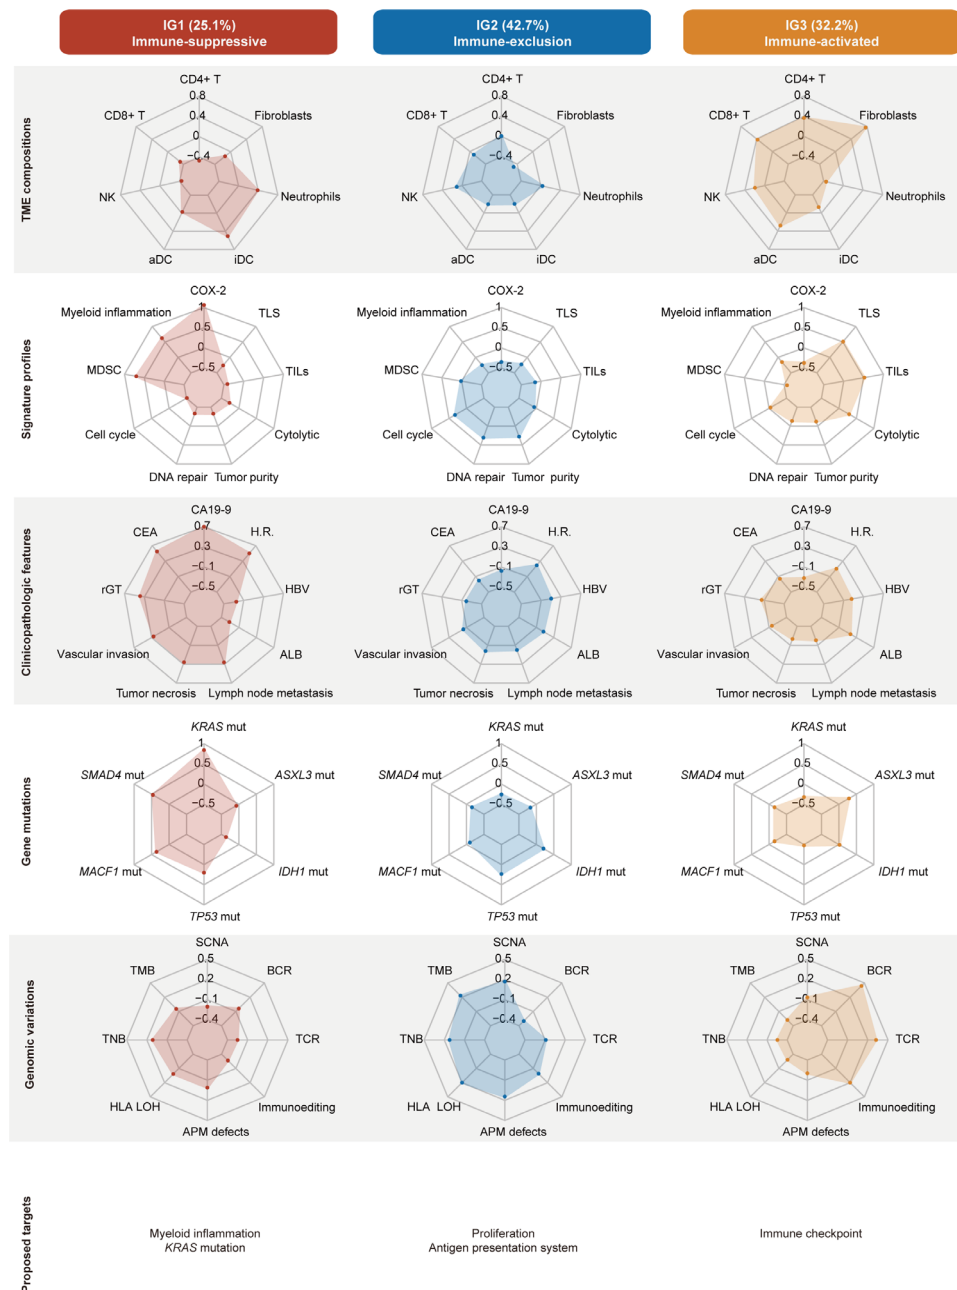 IG1 (25.1%)
Immune-suppressive
IG2 (42.7%)
Immune-exclusion
IG3 (32.2%)
Immune-activated
TME compositions
CD4+ T
0.8
0.4
0
−0.4
CD8+ T
Fibroblasts
NK
Neutrophils
aDC
iDC
CD4+ T
0.8
0.4
0
−0.4
CD8+ T
Fibroblasts
NK
Neutrophils
aDC
iDC
CD4+ T
0.8
0.4
0
−0.4
CD8+ T
Fibroblasts
NK
Neutrophils
aDC
iDC
Signature profiles
COX-2
1
0.5
0
−0.5
Myeloid inflammation
TLS
MDSC
TILs
Cell cycle
Cytolytic
DNA repair
Tumor purity
COX-2
1
0.5
0
−0.5
Myeloid inflammation
TLS
MDSC
TILs
Cell cycle
Cytolytic
DNA repair
Tumor purity
COX-2
1
0.5
0
−0.5
Myeloid inflammation
TLS
MDSC
TILs
Cell cycle
Cytolytic
DNA repair
Tumor purity
Clinicopathologic features
CA19-9
0.7
0.3
−0.1
−0.5
CEA
H.R.
rGT
HBV
Vascular invasion
ALB
Tumor necrosis
Lymph node metastasis
CA19-9
0.7
0.3
−0.1
−0.5
CEA
H.R.
rGT
HBV
Vascular invasion
ALB
Tumor necrosis
Lymph node metastasis
CA19-9
0.7
0.3
−0.1
−0.5
CEA
H.R.
rGT
HBV
Vascular invasion
ALB
Tumor necrosis
Lymph node metastasis
Gene mutations
KRAS mut
1
0.5
0
−0.5
SMAD4 mut
ASXL3 mut
MACF1 mut
IDH1 mut
TP53 mut
KRAS mut
1
0.5
0
−0.5
SMAD4 mut
ASXL3 mut
MACF1 mut
IDH1 mut
TP53 mut
KRAS mut
1
0.5
0
−0.5
SMAD4 mut
ASXL3 mut
MACF1 mut
IDH1 mut
TP53 mut
Genomic variations
SCNA
0.5
0.2
−0.1
−0.4
TMB
BCR
TNB
TCR
HLA LOH
Immunoediting
APM defects
SCNA
0.5
0.2
−0.1
−0.4
TMB
BCR
TNB
TCR
HLA LOH
Immunoediting
APM defects
SCNA
0.5
0.2
−0.1
−0.4
TMB
BCR
TNB
TCR
HLA LOH
Immunoediting
APM defects
Proposed targets
Myeloid inflammation
KRAS mutation
Proliferation
Antigen presentation system
Immune checkpoint